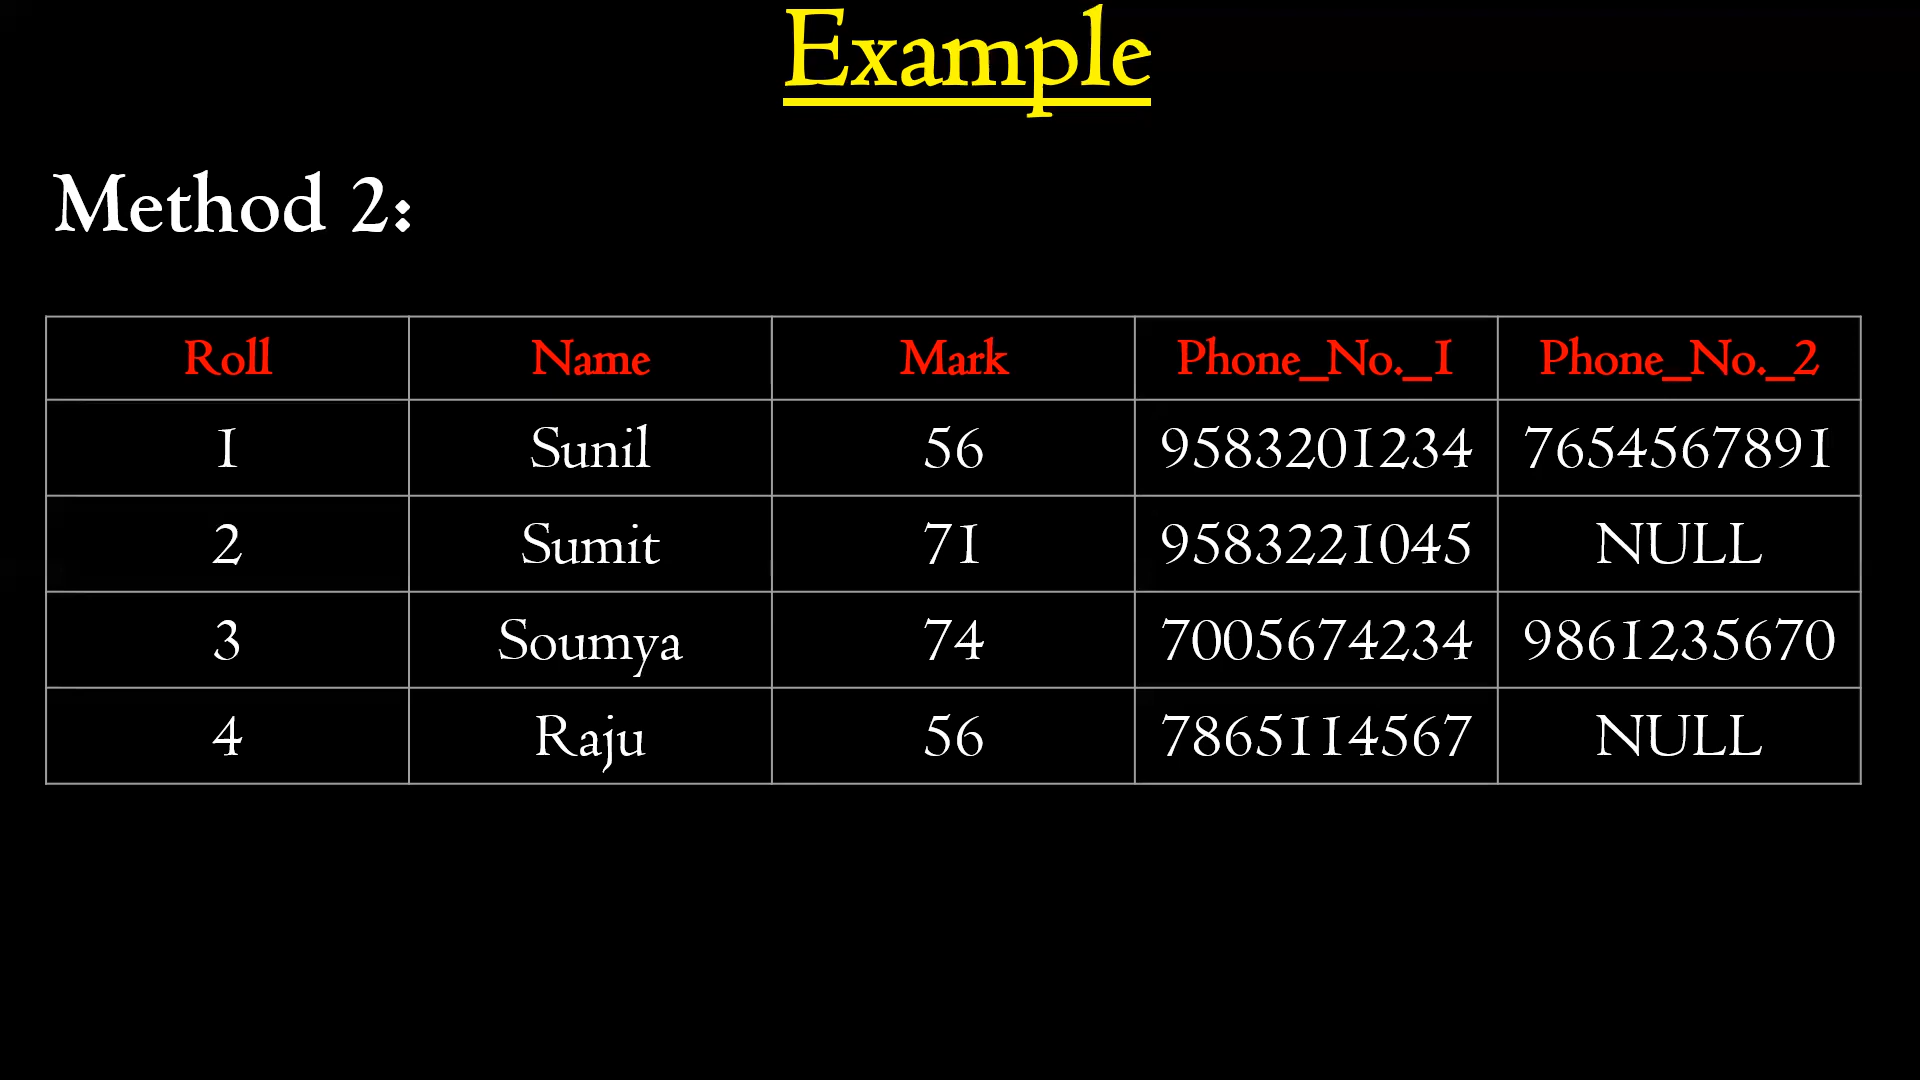 Example
Method 2:
Roll Name Mark Phone_No._1 Phone_No._2
1 Sunil 56 9583201234 7654567891
2 Sumit 71 9583221045 NULL
3 Soumya 74 7005674234 9861235670
4 Raju 56 7865114567 NULL